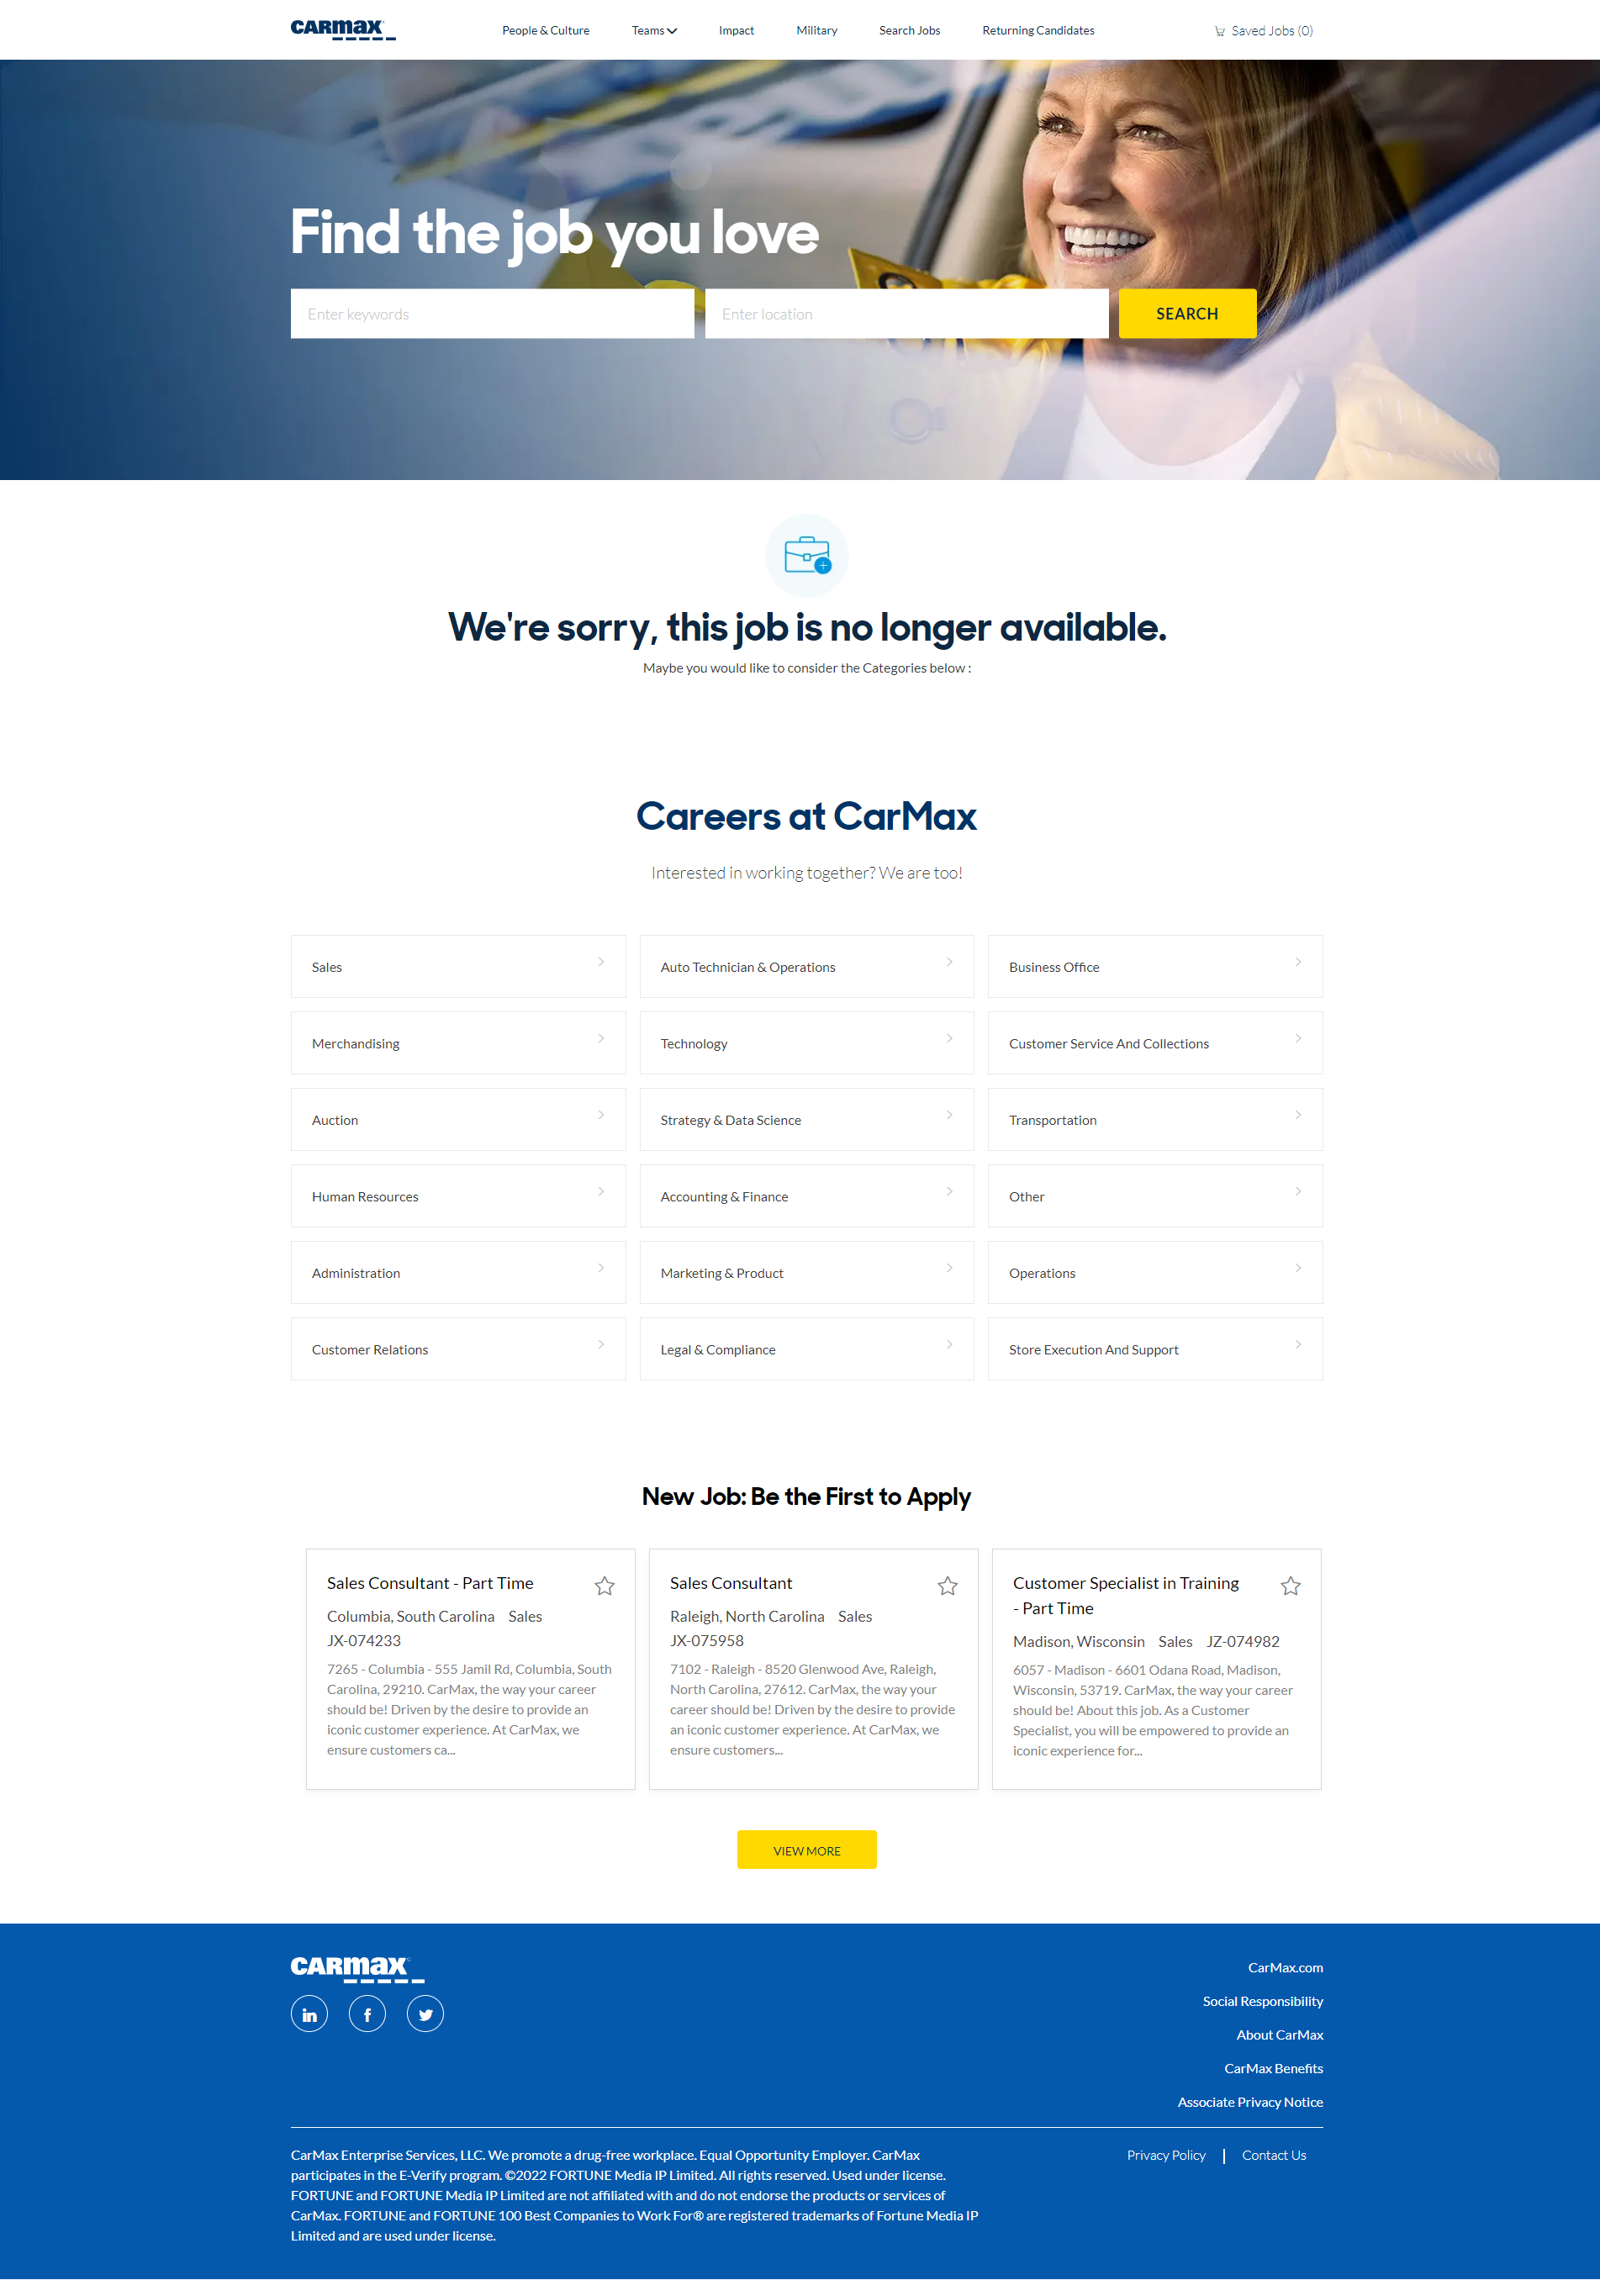 CARMAX
People & Culture
Teams
Impact
Military
Search Jobs
Returning Candidates
Saved Jobs (0)
Find the job you love
Enter keywords
Enter location
SEARCH
We're sorry, this job is no longer available.
Maybe you would like to consider the Categories below :
Careers at CarMax
Interested in working together? We are too!
Sales
Auto Technician & Operations
Business Office
Merchandising
Technology
Customer Service And Collections
Auction
Strategy & Data Science
Transportation
Human Resources
Accounting & Finance
Other
Administration
Marketing & Product
Operations
Customer Relations
Legal & Compliance
Store Execution And Support
New Job: Be the First to Apply
Sales Consultant - Part Time
Columbia, South Carolina Sales
JX-074233
7265 - Columbia - 555 Jamil Rd, Columbia, South
Carolina, 29210. CarMax, the way your career
should be! Driven by the desire to provide an
iconic customer experience. At CarMax, we
ensure customers ca...
Sales Consultant
Raleigh, North Carolina Sales
JX-075958
7102 - Raleigh - 8520 Glenwood Ave, Raleigh,
North Carolina, 27612. CarMax, the way your
career should be! Driven by the desire to provide
an iconic customer experience. At CarMax, we
ensure customers...
Customer Specialist in Training
- Part Time
Madison, Wisconsin Sales JZ-074982
6057 - Madison - 6601 Odana Road, Madison,
Wisconsin, 53719. CarMax, the way your career
should be! About this job. As a Customer
Specialist, you will be empowered to provide an
iconic experience for...
VIEW MORE
CARMAX
in
f
CarMax.com
Social Responsibility
About CarMax
CarMax Benefits
Associate Privacy Notice
CarMax Enterprise Services, LLC. We promote a drug-free workplace. Equal Opportunity Employer. CarMax
participates in the E-Verify program. ©2022 FORTUNE Media IP Limited. All rights reserved. Used under license.
FORTUNE and FORTUNE Media IP Limited are not affiliated with and do not endorse the products or services of
CarMax. FORTUNE and FORTUNE 100 Best Companies to Work For® are registered trademarks of Fortune Media IP
Limited and are used under license.
Privacy Policy | Contact Us